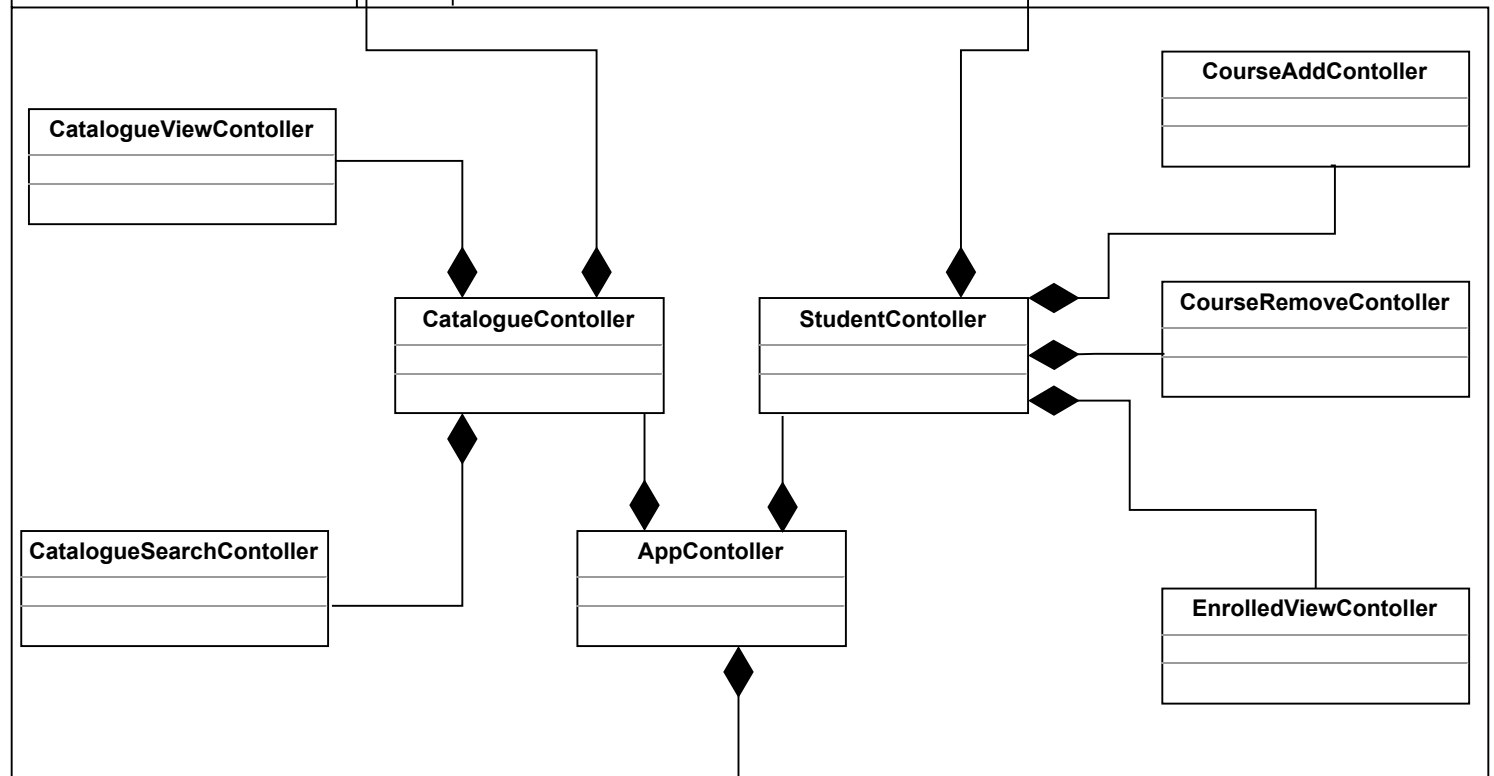 CourseAddContoller
CatalogueViewContoller
CatalogueContoller
StudentContoller
CourseRemoveContoller
CatalogueSearchContoller
AppContoller
EnrolledViewContoller